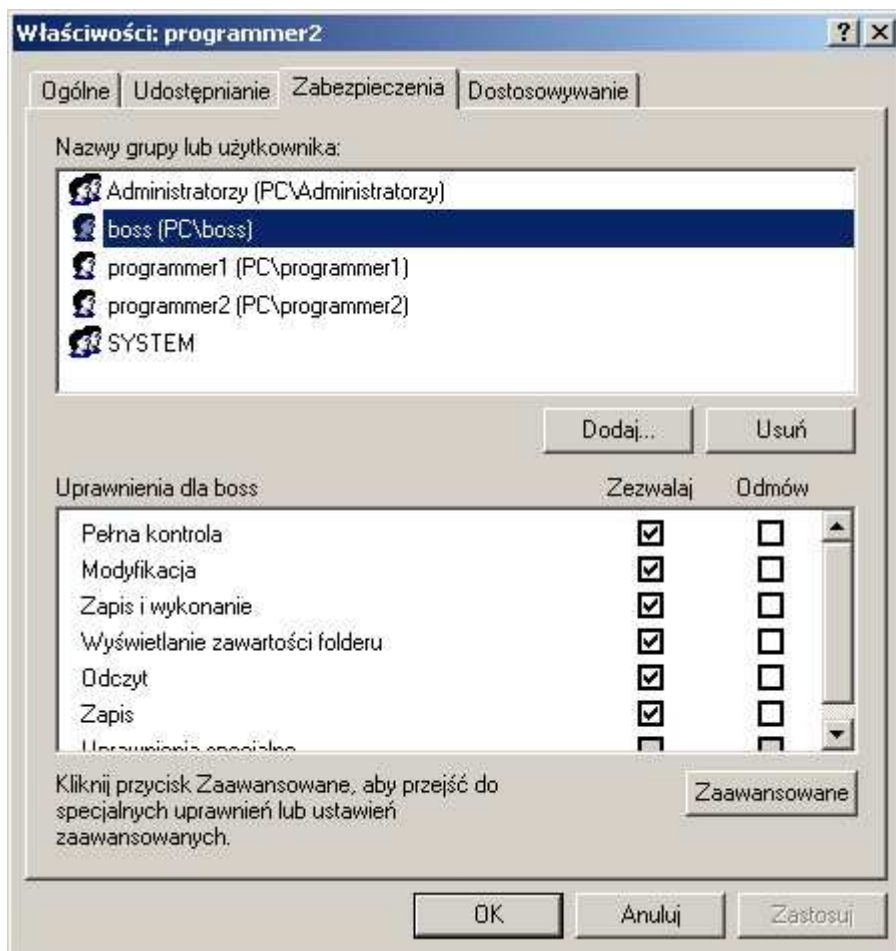 Właściwości: programmer2
Ogólne Udostępnianie Zabezpieczenia Dostosowywanie
Nazwy grupy lub użytkownika:
Administratorzy (PC\Administratorzy)
boss (PC\boss)
programmer1 (PC\programmer1)
programmer2 (PC\programmer2)
SYSTEM
Dodaj... Usuń
Uprawnienia dla boss Zezwalaj Odmów
Pełna kontrola
Modyfikacja
Zapis i wykonanie
Wyświetlanie zawartości folderu
Odczyt
Zapis
Uprawnienia specjalne
Kliknij przycisk Zaawansowane, aby przejść do
specjalnych uprawnień lub ustawień
zaawansowanych.
Zaawansowane
OK Anuluj Zastosuj